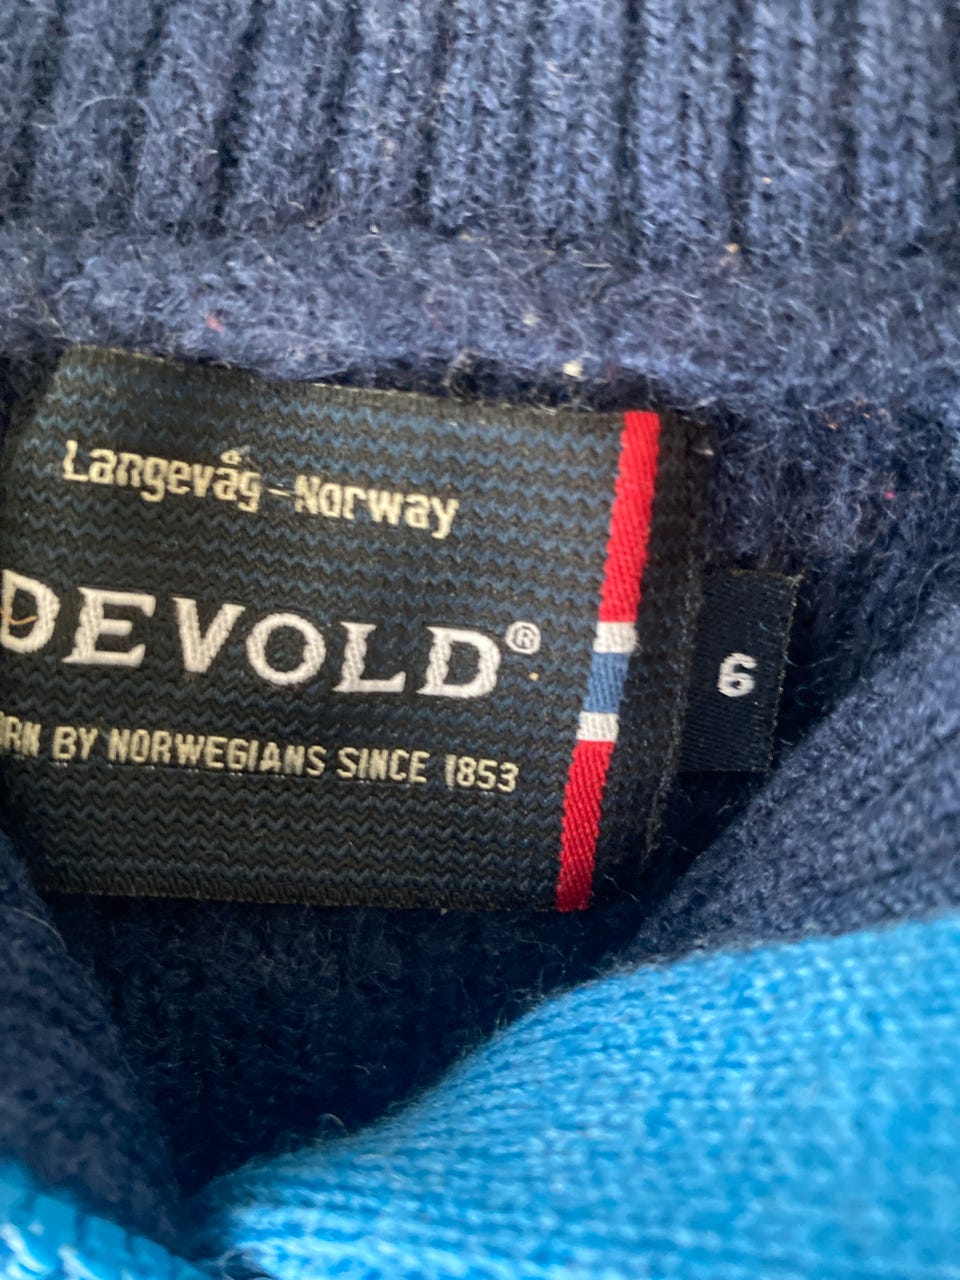 Langevåg - Norway
DEVOLD®
BY NORWEGIANS SINCE 1853
6